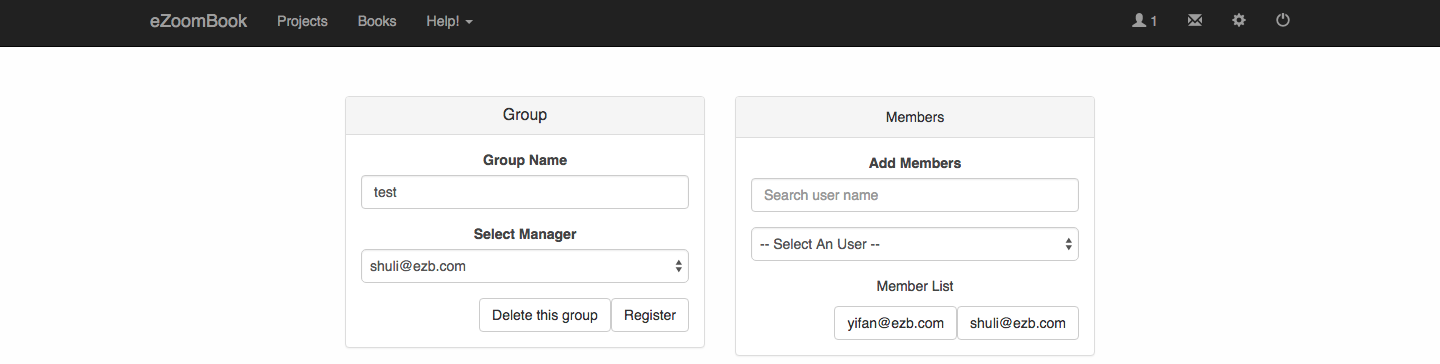 eZoomBook Projects Books Help! 1
Group
Group Name
test
Select Manager
shuli@ezb.com
Delete this group Register
Members
Add Members
Search user name
-- Select An User --
Member List
yifan@ezb.com shuli@ezb.com